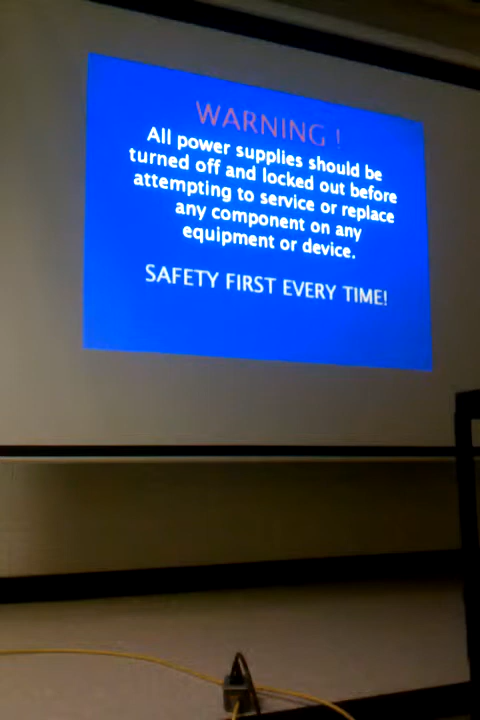 WARNING !
All power supplies should be
turned off and locked out before
attempting to service or replace
any component on any
equipment or device.
SAFETY FIRST EVERY TIME!